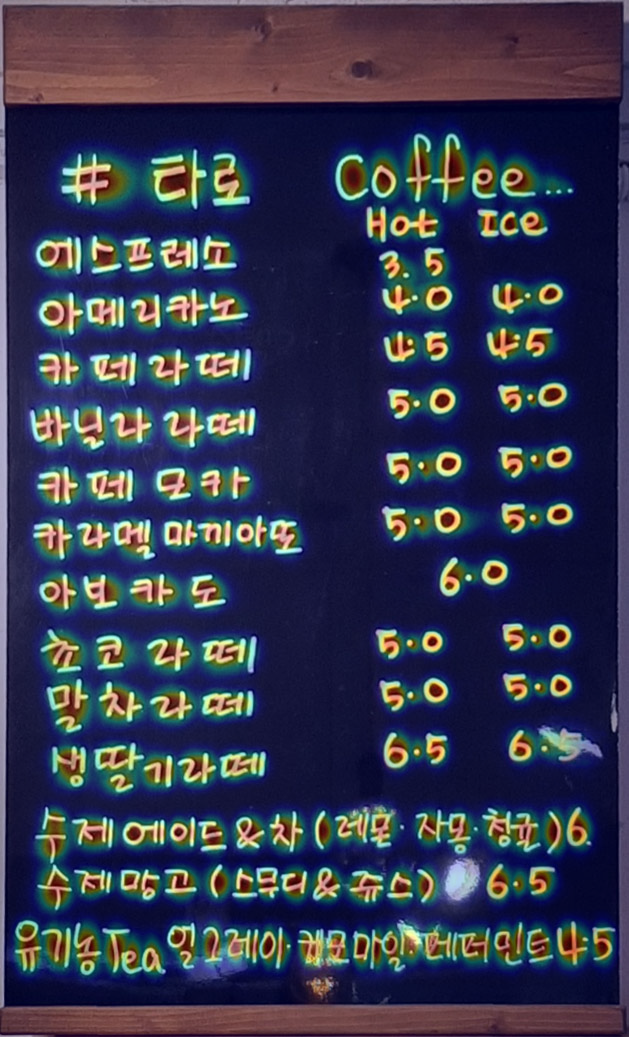 # 타로 Coffee...
Hot Ice
에스프레소 3.5
아메리카노 4.0 4.0
카페라떼 4.5 4.5
바닐라 라떼 5.0 5.0
카페모카 5.0 5.0
카라멜 마끼아또 5.0 5.0
아보카도 6.0
쵸코라떼 5.0 5.0
말차라떼 5.0 5.0
생딸기라떼 6.5 6.5
수제에이드&차(레몬·자몽·청귤)6.
수제망고(스무디&쥬스) 6.5
유기농Tea 얼그레이·캐모마일·페퍼민트4.5